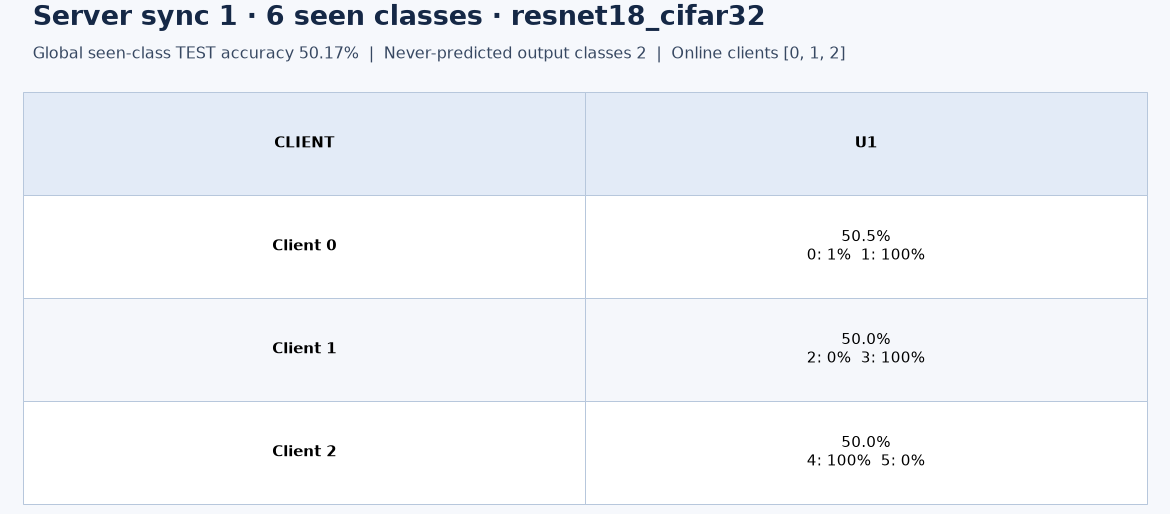 Server sync 1 · 6 seen classes · resnet18_cifar32
Global seen-class TEST accuracy 50.17%  |  Never-predicted output classes 2  |  Online clients [0, 1, 2]
CLIENT
U1
Client 0
50.5%
0: 1%  1: 100%
Client 1
50.0%
2: 0%  3: 100%
Client 2
50.0%
4: 100%  5: 0%